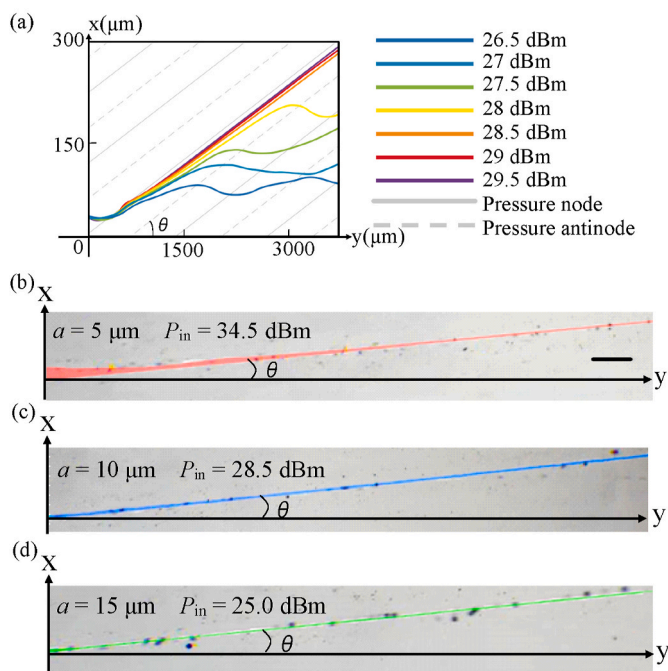 (a)
x(μm)
300
150
0
θ
1500
3000
y(μm)
26.5 dBm
27 dBm
27.5 dBm
28 dBm
28.5 dBm
29 dBm
29.5 dBm
Pressure node
Pressure antinode
(b)
X
a = 5 μm P_in = 34.5 dBm
θ
y
(c)
X
a = 10 μm P_in = 28.5 dBm
θ
y
(d)
X
a = 15 μm P_in = 25.0 dBm
θ
y